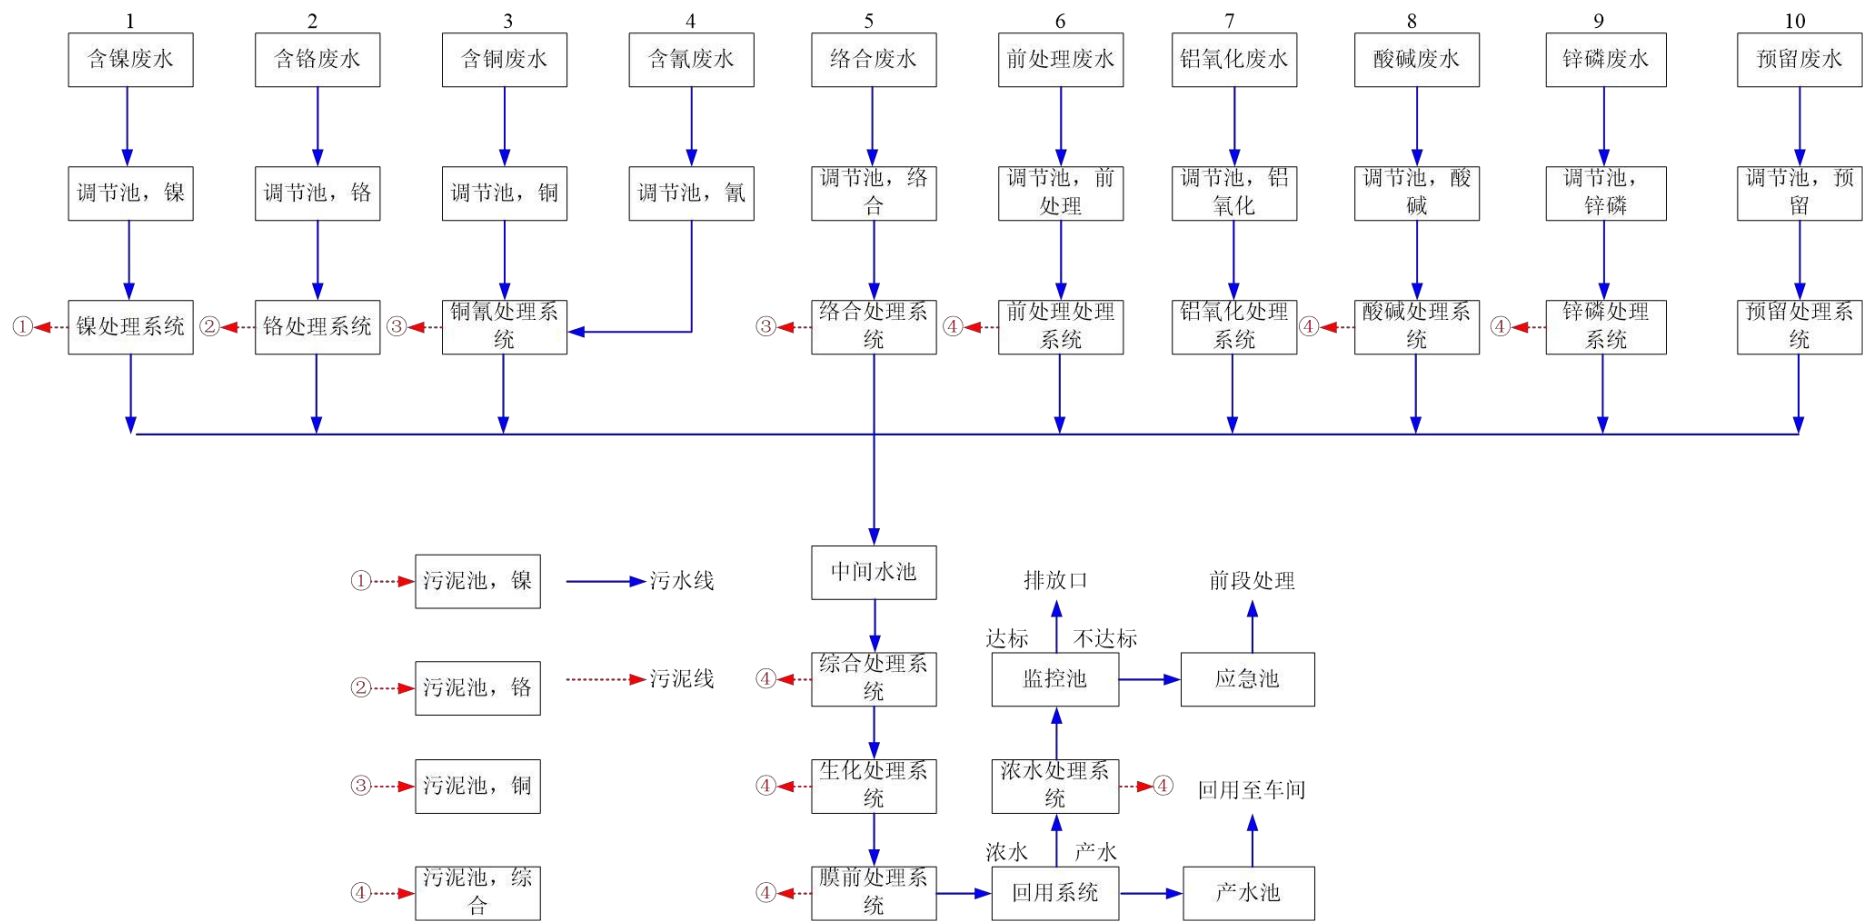 1 2 3 4 5 6 7 8 9 10
含镍废水 含铬废水 含铜废水 含氰废水 络合废水 前处理废水 铝氧化废水 酸碱废水 锌磷废水 预留废水
调节池，镍
调节池，铬
调节池，铜
调节池，氰
调节池，络
合
调节池，前
处理
调节池，铝
氧化
调节池，酸
碱
调节池，
锌磷
调节池，预
留
①
镍处理系统
②
铬处理系统
③
铜氰处理系
统
③
络合处理系
统
④
前处理处理
系统
铝氧化处理
系统
④
酸碱处理系
统
④
锌磷处理
系统
预留处理系
统
①
污泥池，镍
污水线
②
污泥池，铬
污泥线
③
污泥池，铜
④
污泥池，综
合
中间水池
④
综合处理系
统
④
生化处理系
统
④
膜前处理系
统
排放口
前段处理
达标
不达标
监控池
应急池
浓水处理系
统
④
回用至车间
浓水
产水
回用系统
产水池